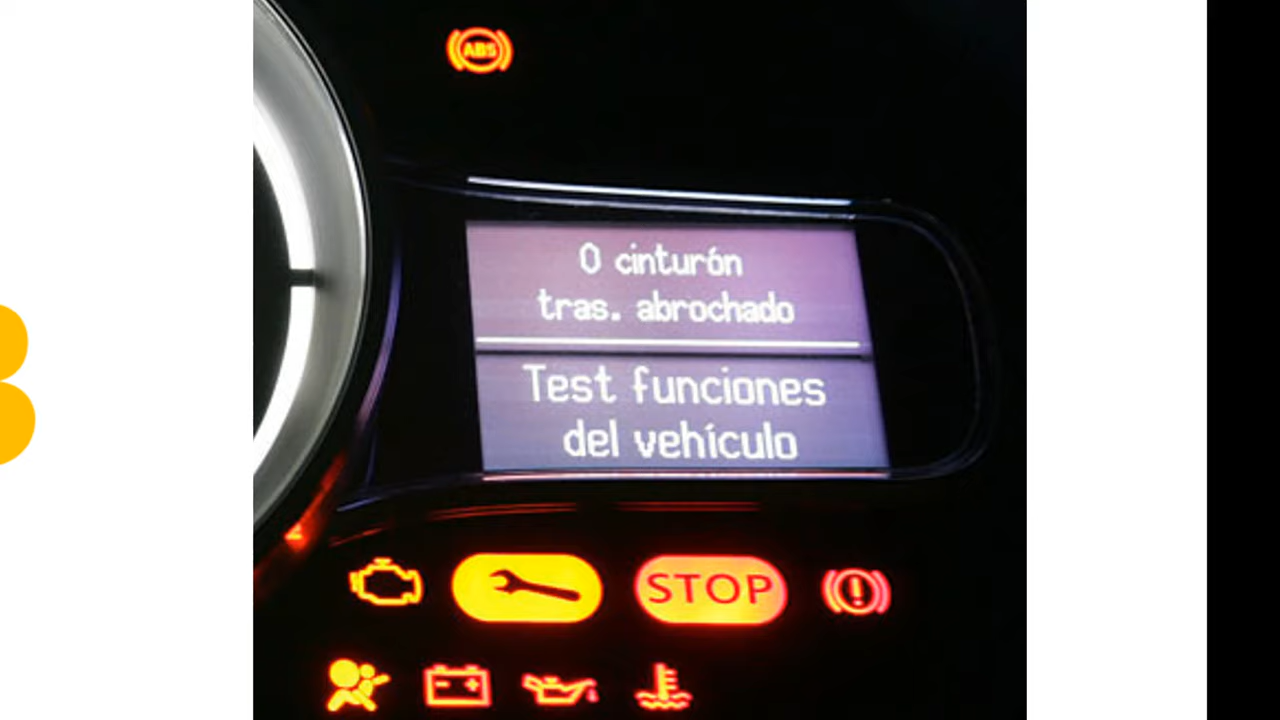 ABS
0 cinturón
tras. abrochado
Test funciones
del vehículo
STOP